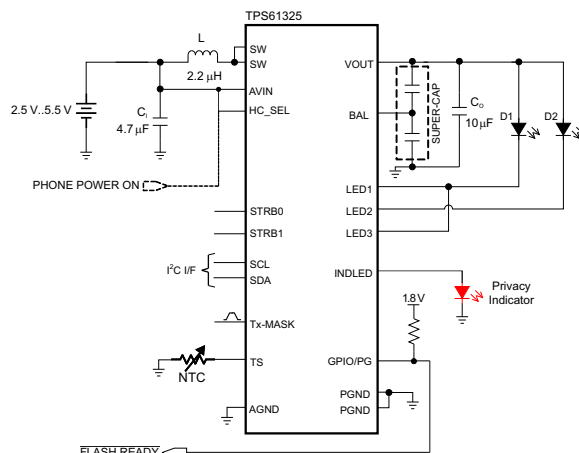 TPS61325
L
2.2 μH
SW
SW
AVIN
HC_SEL
2.5 V..5.5 V
CI
4.7 μF
PHONE POWER ON
STRB0
STRB1
I²C I/F
SCL
SDA
Tx-MASK
TS
NTC
AGND
FLASH READY
VOUT
BAL
SUPER-CAP
CO
10 μF
D1
D2
LED1
LED2
LED3
INDLED
Privacy
Indicator
1.8 V
GPIO/PG
PGND
PGND